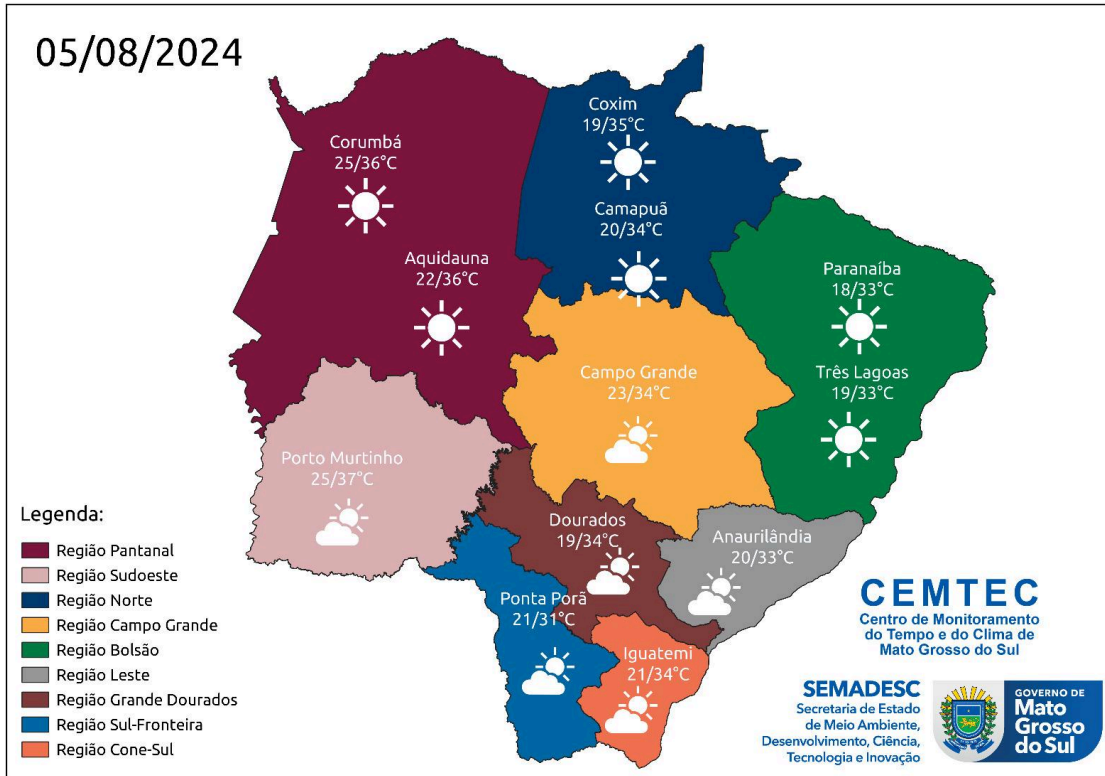 05/08/2024
Coxim
19/35°C
Corumbá
25/36°C
Camapuã
20/34°C
Aquidauna
22/36°C
Paranaíba
18/33°C
Campo Grande
23/34°C
Três Lagoas
19/33°C
Porto Murtinho
25/37°C
Dourados
19/34°C
Anaurilândia
20/33°C
Ponta Porã
21/31°C
Iguatemi
21/34°C
Legenda:
Região Pantanal
Região Sudoeste
Região Norte
Região Campo Grande
Região Bolsão
Região Leste
Região Grande Dourados
Região Sul-Fronteira
Região Cone-Sul
CEMTEC
Centro de Monitoramento
do Tempo e do Clima de
Mato Grosso do Sul
SEMADESC
Secretaria de Estado
de Meio Ambiente,
Desenvolvimento, Ciência,
Tecnologia e Inovação
GOVERNO DE
Mato
Grosso
do Sul